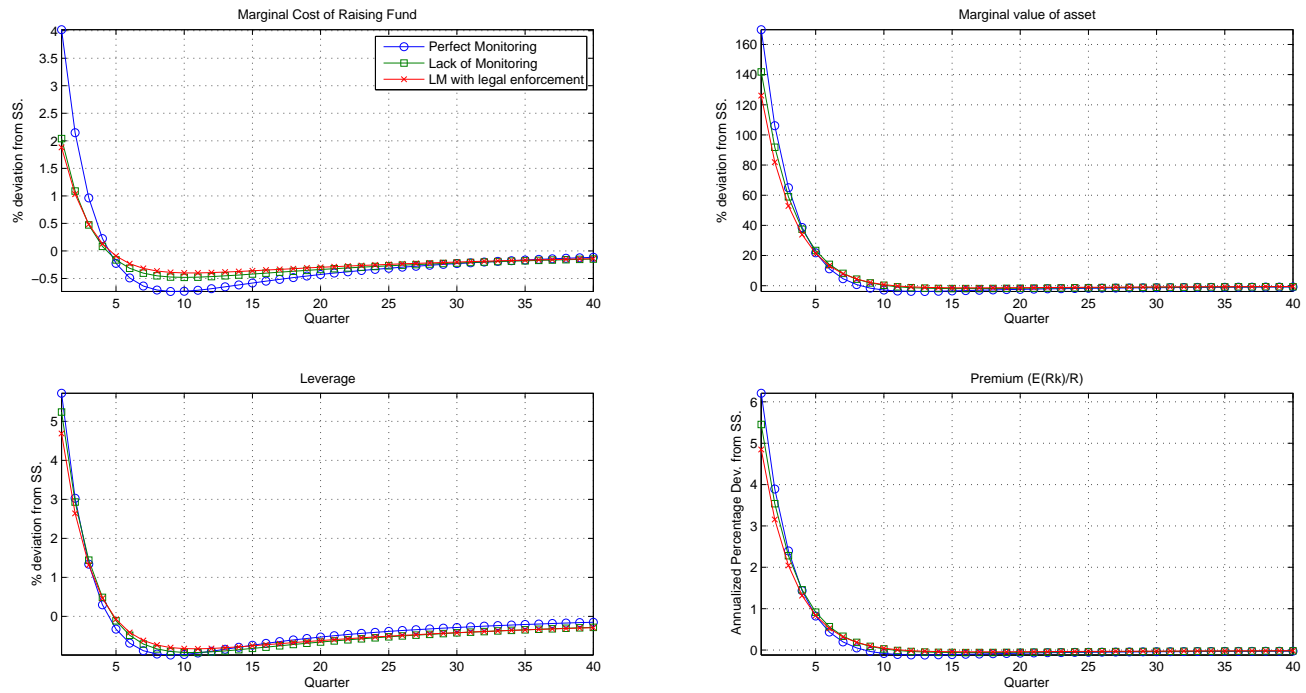 Marginal Cost of Raising Fund
4
3.5
3
2.5
2
1.5
1
0.5
0
−0.5
% deviation from SS.
5 10 15 20 25 30 35 40
Quarter
Perfect Monitoring
Lack of Monitoring
LM with legal enforcement
Marginal value of asset
160
140
120
100
80
60
40
20
0
% deviation from SS.
5 10 15 20 25 30 35 40
Quarter
Leverage
5
4
3
2
1
0
% deviation from SS.
5 10 15 20 25 30 35 40
Quarter
Premium (E(Rk)/R)
6
5
4
3
2
1
0
Annualized Percentage Dev. from SS.
5 10 15 20 25 30 35 40
Quarter